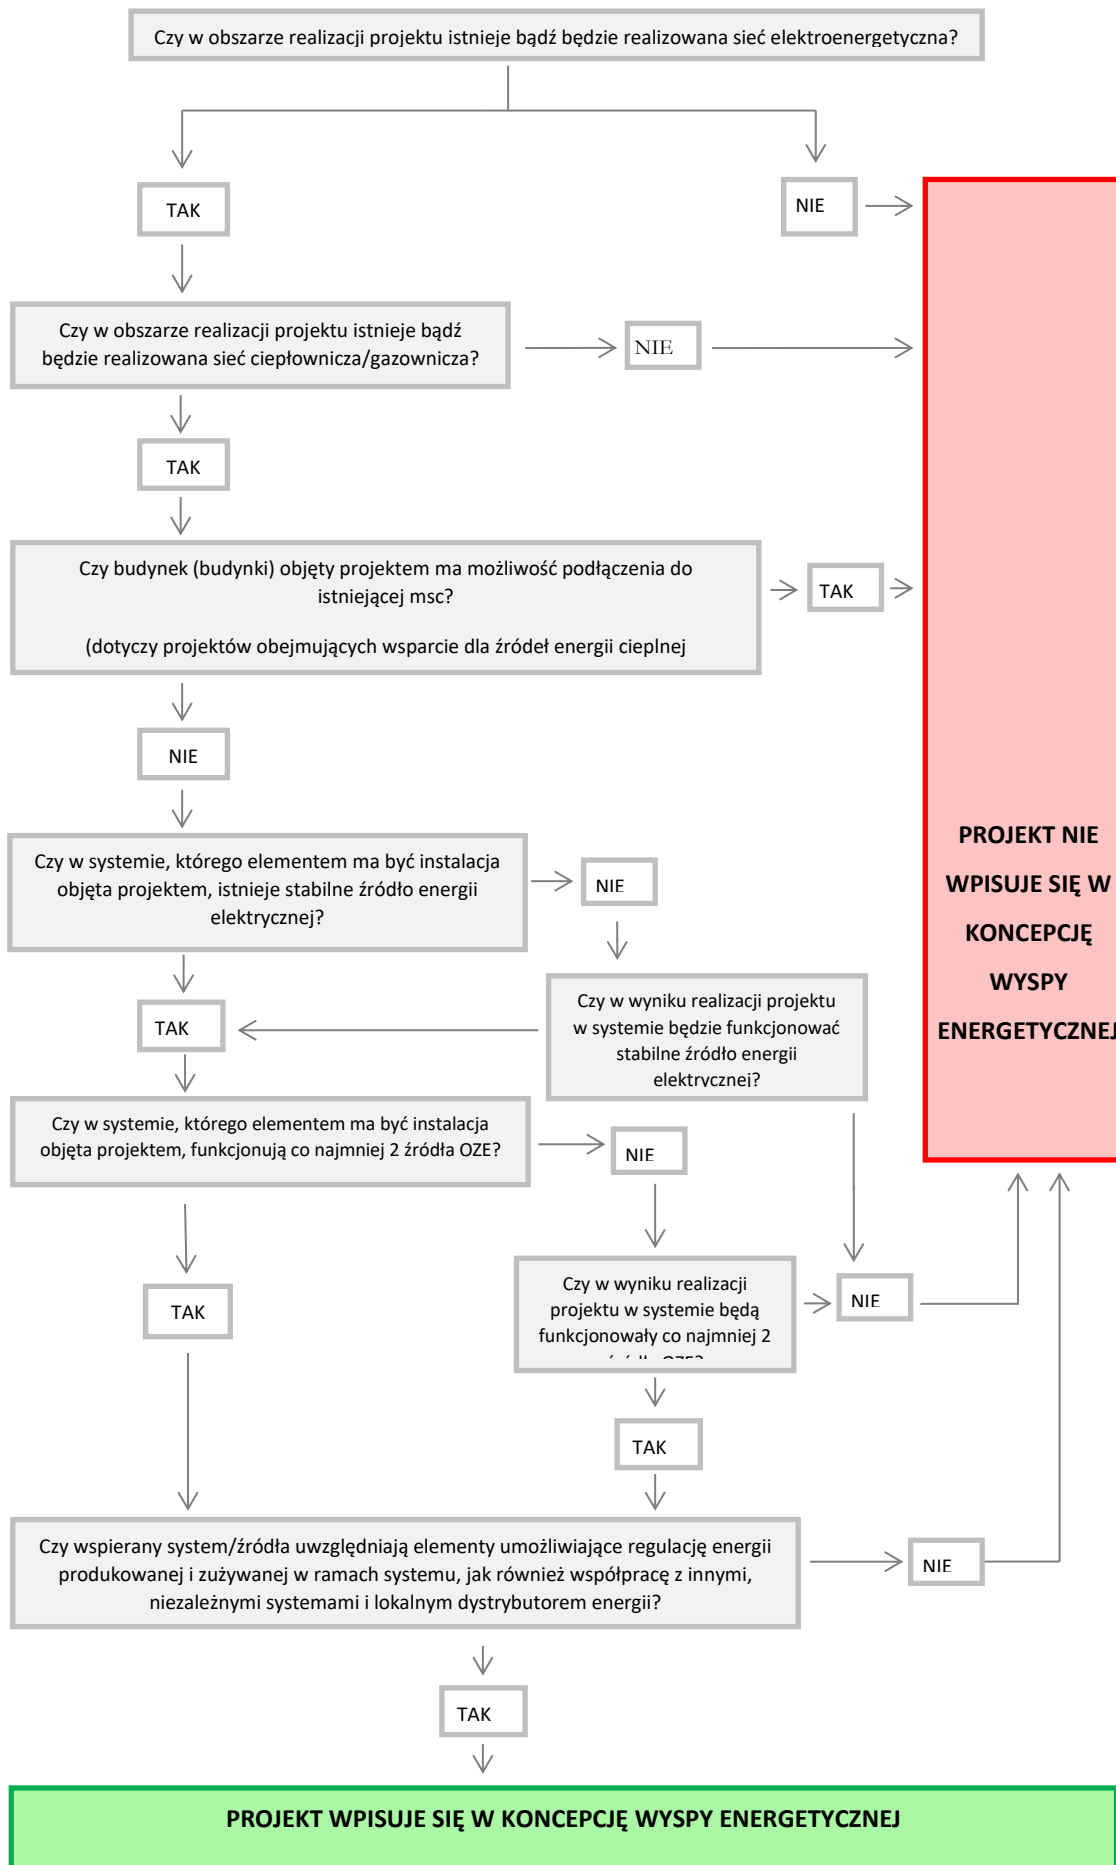 Czy w obszarze realizacji projektu istnieje bądź będzie realizowana sieć elektroenergetyczna?
TAK
NIE
Czy w obszarze realizacji projektu istnieje bądź
będzie realizowana sieć ciepłownicza/gazownicza?
NIE
TAK
Czy budynek (budynki) objęty projektem ma możliwość podłączenia do
istniejącej msc?
(dotyczy projektów obejmujących wsparcie dla źródeł energii cieplnej
TAK
NIE
Czy w systemie, którego elementem ma być instalacja
objęta projektem, istnieje stabilne źródło energii
elektrycznej?
NIE
PROJEKT NIE
WPISUJE SIĘ W
KONCEPCJĘ
WYSPY
ENERGETYCZNEJ
Czy w wyniku realizacji projektu
w systemie będzie funkcjonować
stabilne źródło energii
elektrycznej?
TAK
Czy w systemie, którego elementem ma być instalacja
objęta projektem, funkcjonują co najmniej 2 źródła OZE?
NIE
Czy w wyniku realizacji
projektu w systemie będą
funkcjonowały co najmniej 2
NIE
TAK
TAK
Czy wspierany system/źródła uwzględniają elementy umożliwiające regulację energii
produkowanej i zużywanej w ramach systemu, jak również współpracę z innymi,
niezależnymi systemami i lokalnym dystrybutorem energii?
NIE
TAK
PROJEKT WPISUJE SIĘ W KONCEPCJĘ WYSPY ENERGETYCZNEJ